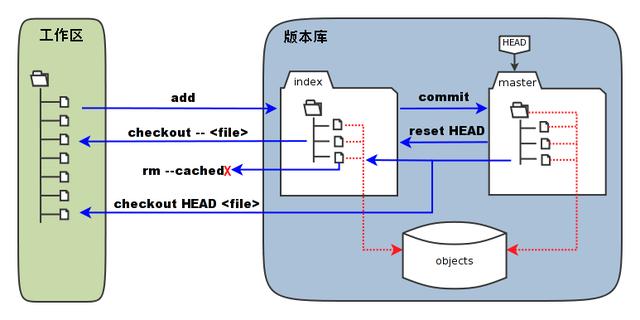 工作区
版本库
HEAD
index
master
add
commit
checkout -- <file>
reset HEAD
rm --cached
X
checkout HEAD <file>
objects